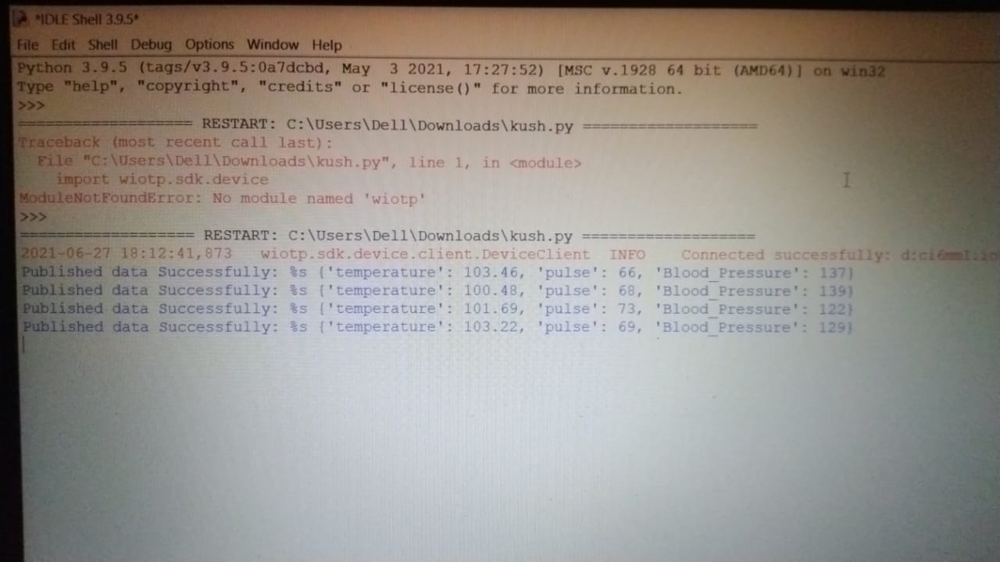 *IDLE Shell 3.9.5*
File Edit Shell Debug Options Window Help
Python 3.9.5 (tags/v3.9.5:0a7dcbd, May  3 2021, 17:27:52) [MSC v.1928 64 bit (AMD64)] on win32
Type "help", "copyright", "credits" or "license()" for more information.
>>>
=================== RESTART: C:\Users\Dell\Downloads\kush.py ===================
Traceback (most recent call last):
  File "C:\Users\Dell\Downloads\kush.py", line 1, in <module>
    import wiotp.sdk.device
ModuleNotFoundError: No module named 'wiotp'
>>>
=================== RESTART: C:\Users\Dell\Downloads\kush.py ===================
2021-06-27 18:12:41,873   wiotp.sdk.device.client.DeviceClient  INFO    Connected successfully:
Published data Successfully: %s {'temperature': 103.46, 'pulse': 66, 'Blood_Pressure': 137}
Published data Successfully: %s {'temperature': 100.48, 'pulse': 68, 'Blood_Pressure': 139}
Published data Successfully: %s {'temperature': 101.69, 'pulse': 73, 'Blood_Pressure': 122}
Published data Successfully: %s {'temperature': 103.22, 'pulse': 69, 'Blood_Pressure': 129}